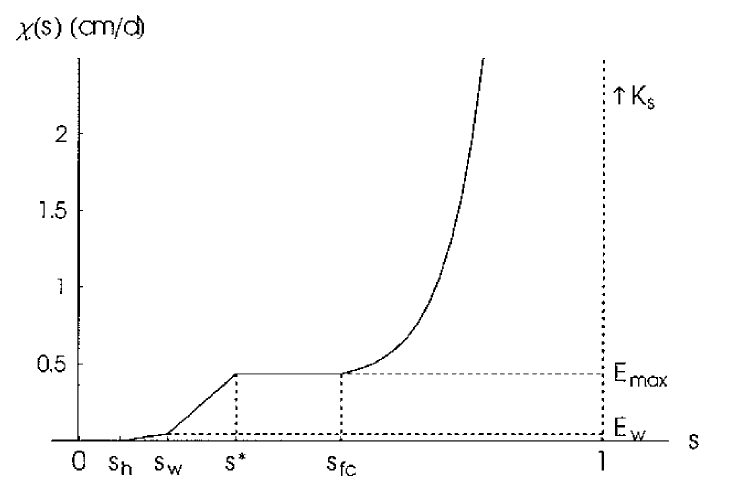 χ(s) (cm/d)
↑ Ks
2
1.5
1
0.5
Emax
Ew
0 sh sw s* sfc 1 s